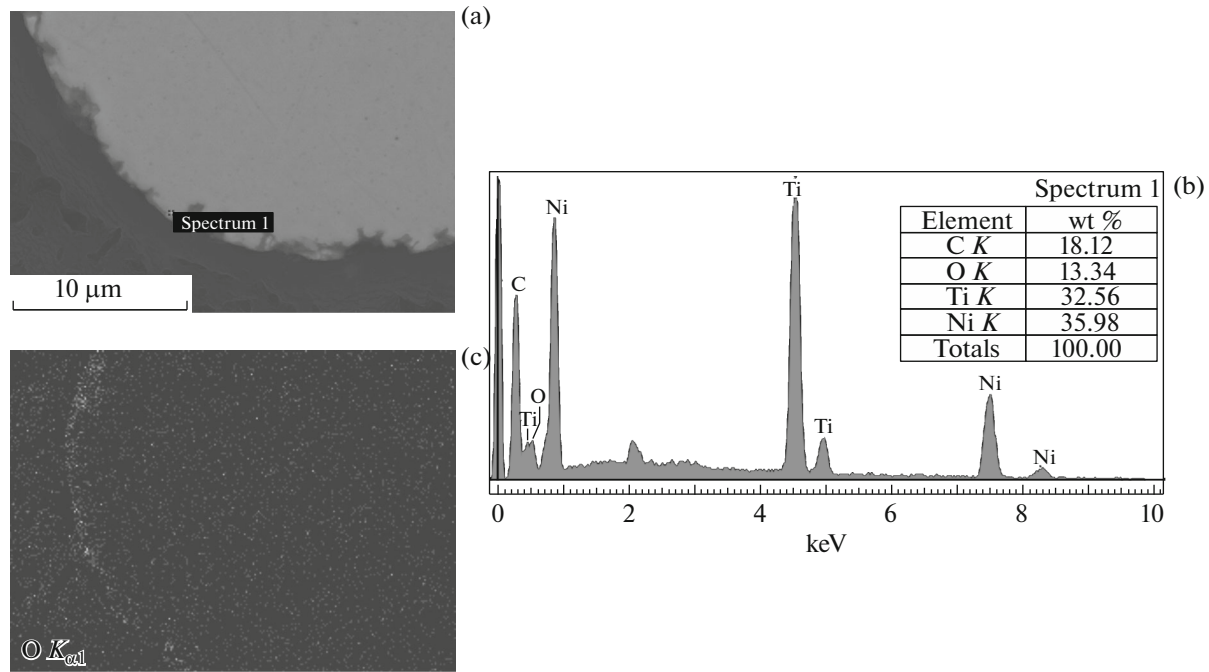 (a)
Spectrum 1
10 μm
(b)
Spectrum 1
Element wt %
C K 18.12
O K 13.34
Ti K 32.56
Ni K 35.98
Totals 100.00
C
Ti
O
Ni
Ti
Ti
Ni
Ni
0 2 4 6 8 10
keV
(c)
O Kα1